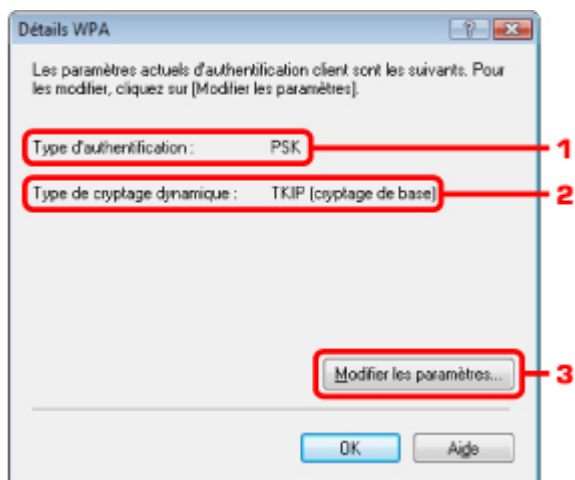 Détails WPA
Les paramètres actuels d'authentification client sont les suivants. Pour
les modifier, cliquez sur [Modifier les paramètres].
Type d'authentification : PSK
1
Type de cryptage dynamique : TKIP (cryptage de base)
2
Modifier les paramètres...
3
OK Aide